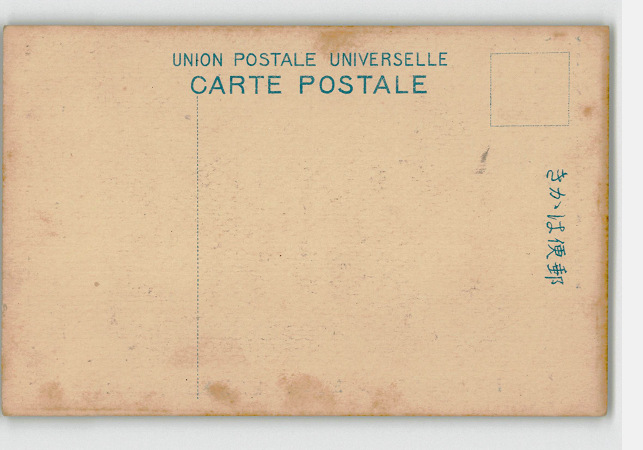 UNION POSTALE UNIVERSELLE
CARTE POSTALE
きかは便郵